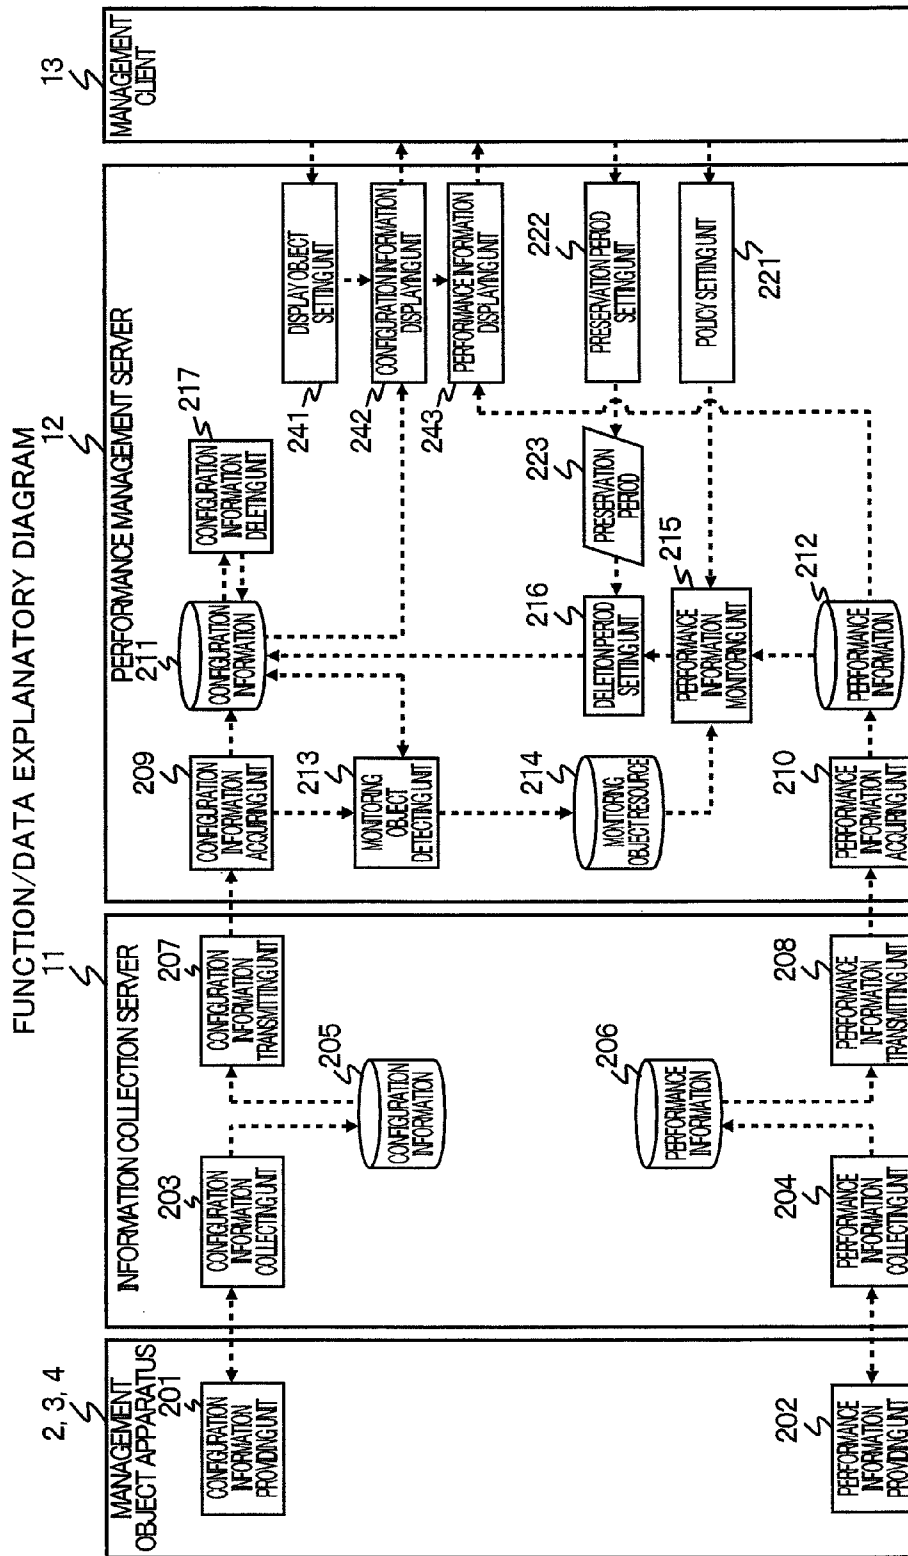 FUNCTION/DATA EXPLANATORY DIAGRAM
2, 3, 4
MANAGEMENT
OBJECT APPARATUS
201
CONFIGURATION
INFORMATION
PROVIDING UNIT
202
PERFORMANCE
INFORMATION
PROVIDING UNIT
11
INFORMATION COLLECTION SERVER
203
CONFIGURATION
INFORMATION
COLLECTING UNIT
205
CONFIGURATION
INFORMATION
207
CONFIGURATION
INFORMATION
TRANSMITTING UNIT
204
PERFORMANCE
INFORMATION
COLLECTING UNIT
206
PERFORMANCE
INFORMATION
208
PERFORMANCE
INFORMATION
TRANSMITTING UNIT
12
PERFORMANCE MANAGEMENT SERVER
209
CONFIGURATION
INFORMATION
ACQUIRING UNIT
211
CONFIGURATION
INFORMATION
217
CONFIGURATION
INFORMATION
DELETING UNIT
213
MONITORING
OBJECT
DETECTING UNIT
214
MONITORING
OBJECT RESOURCE
241
DISPLAY OBJECT
SETTING UNIT
242
CONFIGURATION INFORMATION
DISPLAYING UNIT
243
PERFORMANCE INFORMATION
DISPLAYING UNIT
216
DELETION PERIOD
SETTING UNIT
223
PRESERVATION
PERIOD
222
PRESERVATION PERIOD
SETTING UNIT
215
PERFORMANCE
INFORMATION
MONITORING UNIT
POLICY SETTING UNIT
221
210
PERFORMANCE
INFORMATION
ACQUIRING UNIT
212
PERFORMANCE
INFORMATION
13
MANAGEMENT
CLIENT